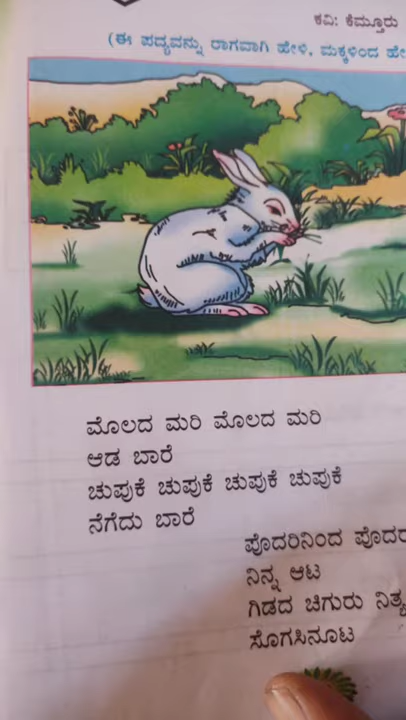 ಕವಿ: ಕೆಮ್ತೂರು
(ಈ ಪದ್ಯವನ್ನು ರಾಗವಾಗಿ ಹೇಳಿ, ಮಕ್ಕಳಿಂದ
ಮೊಲದ ಮರಿ ಮೊಲದ ಮರಿ
ಆಡ ಬಾರೆ
ಚುಪುಕೆ ಚುಪುಕೆ ಚುಪುಕೆ ಚುಪುಕೆ
ನೆಗೆದು ಬಾರೆ
ಪೊದರಿನಿಂದ
ನಿನ್ನ ಆಟ
ಗಿಡದ ಚಿಗುರು
ಸೊಗಸಿನೂಟ